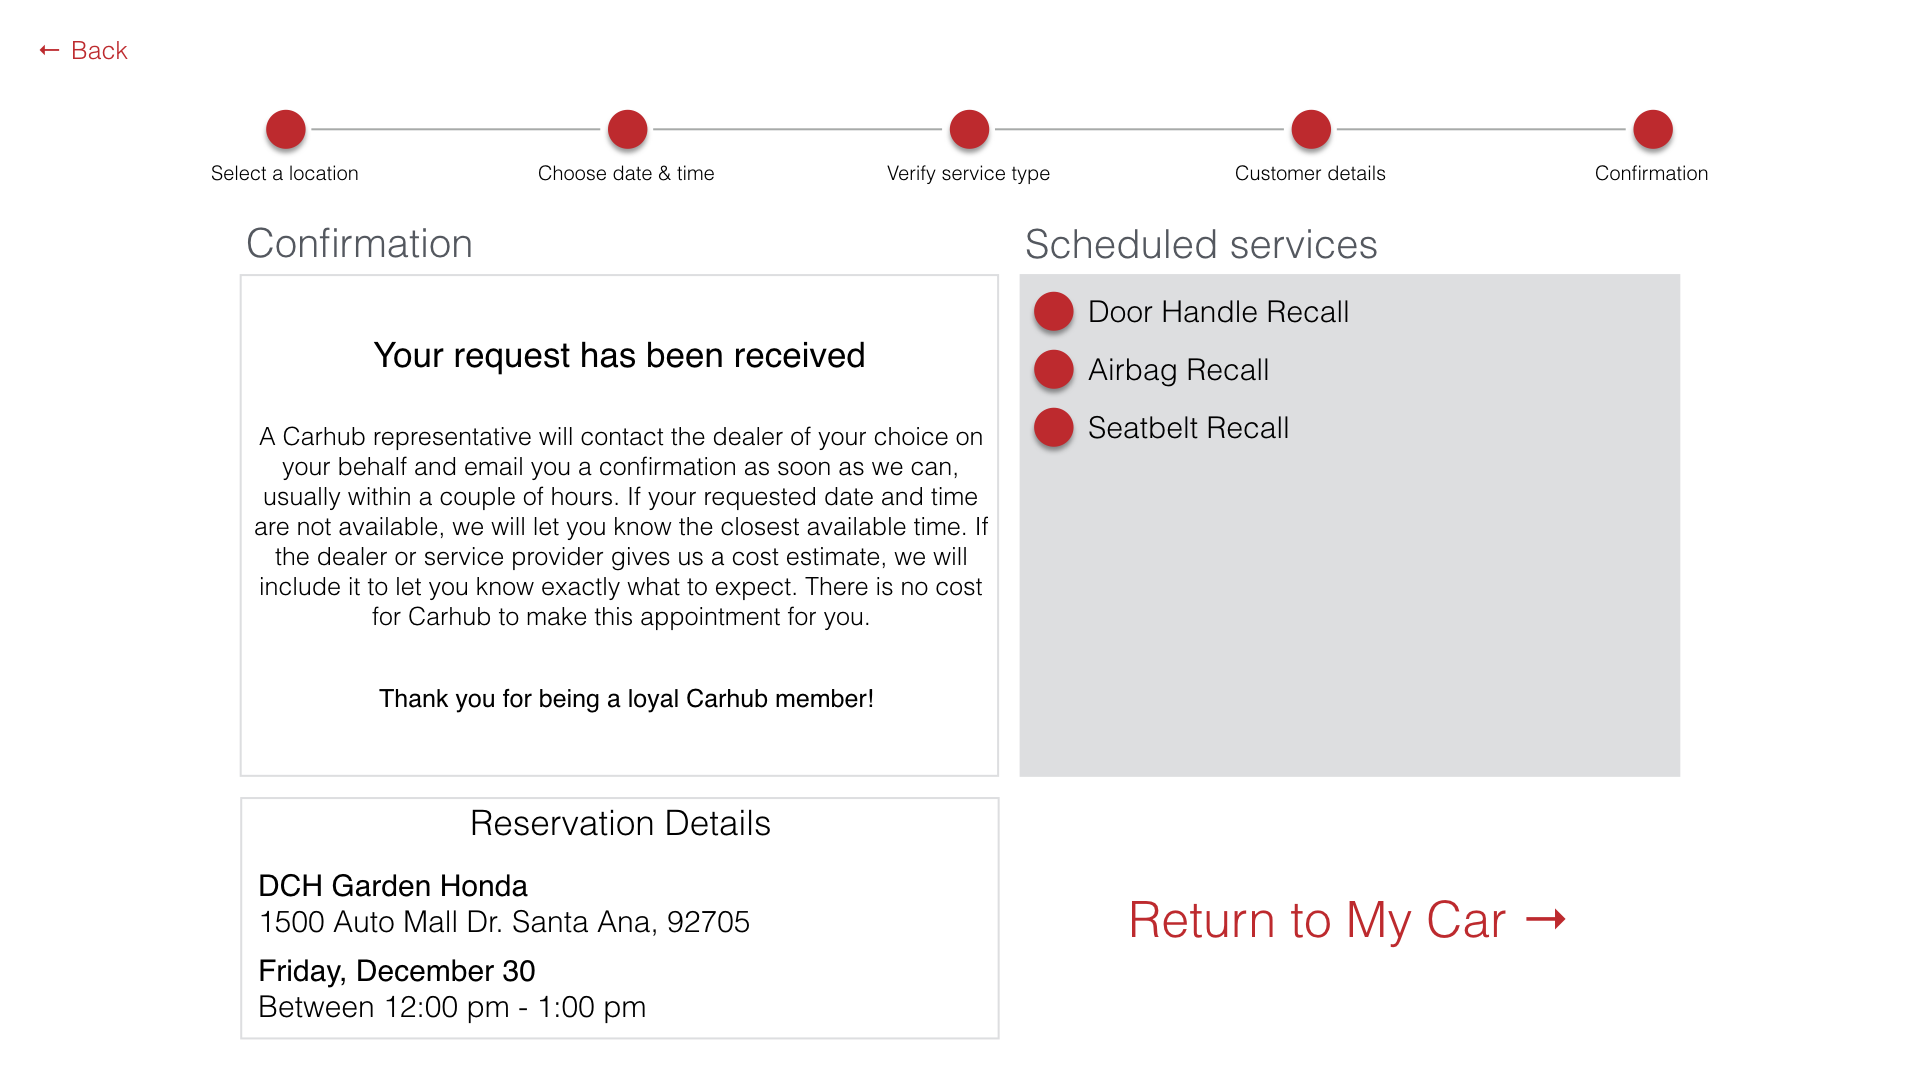 ← Back
Select a location
Choose date & time
Verify service type
Customer details
Confirmation
Confirmation
Your request has been received
A Carhub representative will contact the dealer of your choice on
your behalf and email you a confirmation as soon as we can,
usually within a couple of hours. If your requested date and time
are not available, we will let you know the closest available time. If
the dealer or service provider gives us a cost estimate, we will
include it to let you know exactly what to expect. There is no cost
for Carhub to make this appointment for you.
Thank you for being a loyal Carhub member!
Scheduled services
Door Handle Recall
Airbag Recall
Seatbelt Recall
Reservation Details
DCH Garden Honda
1500 Auto Mall Dr. Santa Ana, 92705
Friday, December 30
Between 12:00 pm - 1:00 pm
Return to My Car →